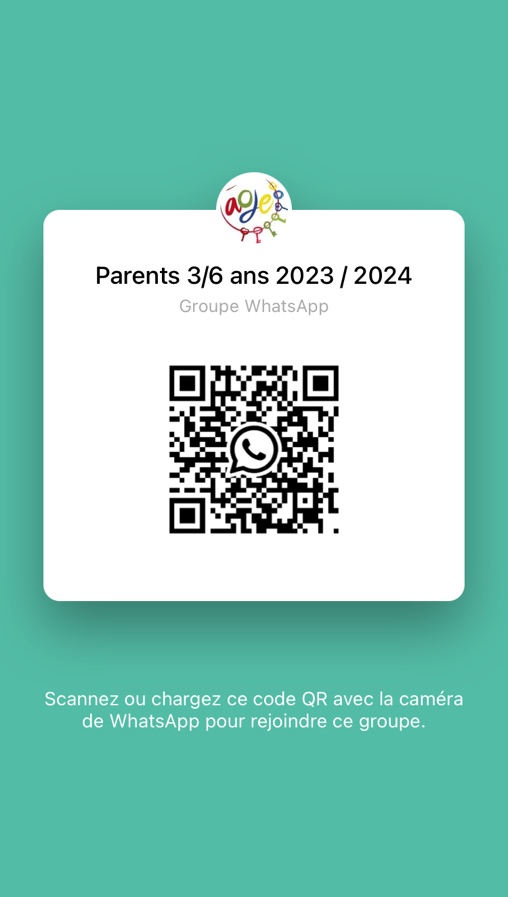 aoje
Parents 3/6 ans 2023 / 2024
Groupe WhatsApp
Scannez ou chargez ce code QR avec la caméra
de WhatsApp pour rejoindre ce groupe.